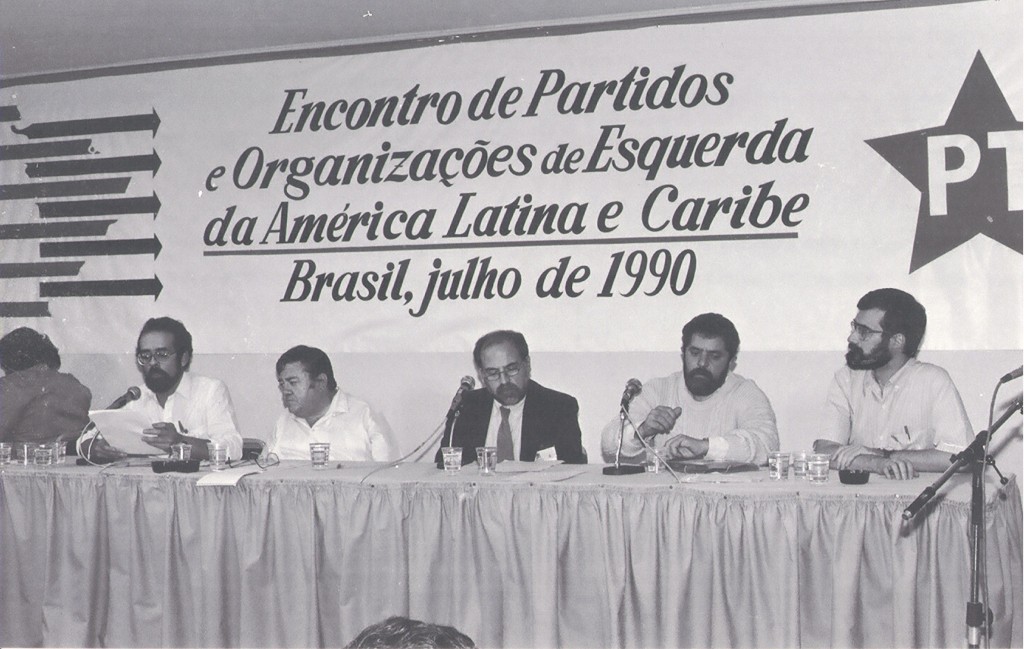 Encontro de Partidos
e Organizações de Esquerda
da América Latina e Caribe
Brasil, julho de 1990
PT